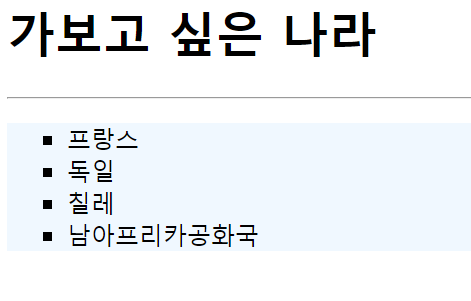 가보고 싶은 나라
프랑스
독일
칠레
남아프리카공화국